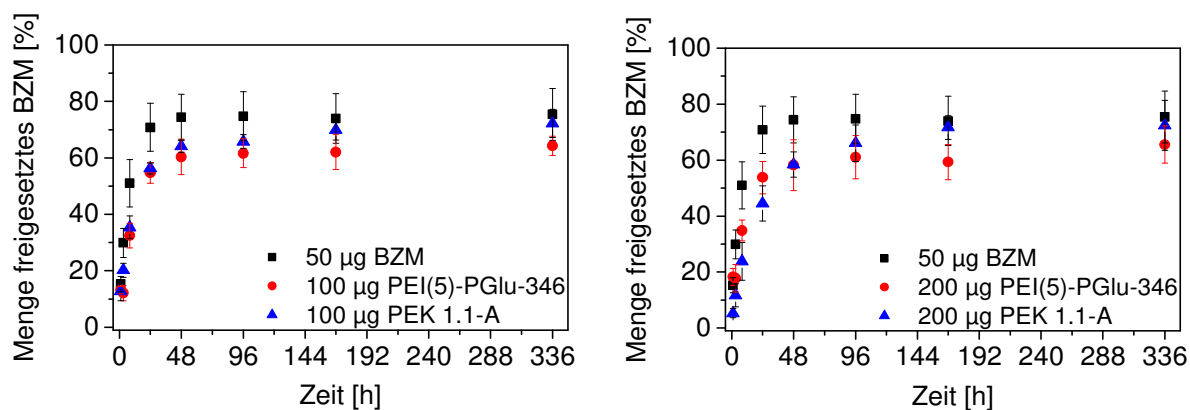 Menge freigesetztes BZM [%]
100
80
60
40
20
0
50 µg BZM
100 µg PEI(5)-PGlu-346
100 µg PEK 1.1-A
0 48 96 144 192 240 288 336
Zeit [h]
Menge freigesetztes BZM [%]
100
80
60
40
20
0
50 µg BZM
200 µg PEI(5)-PGlu-346
200 µg PEK 1.1-A
0 48 96 144 192 240 288 336
Zeit [h]